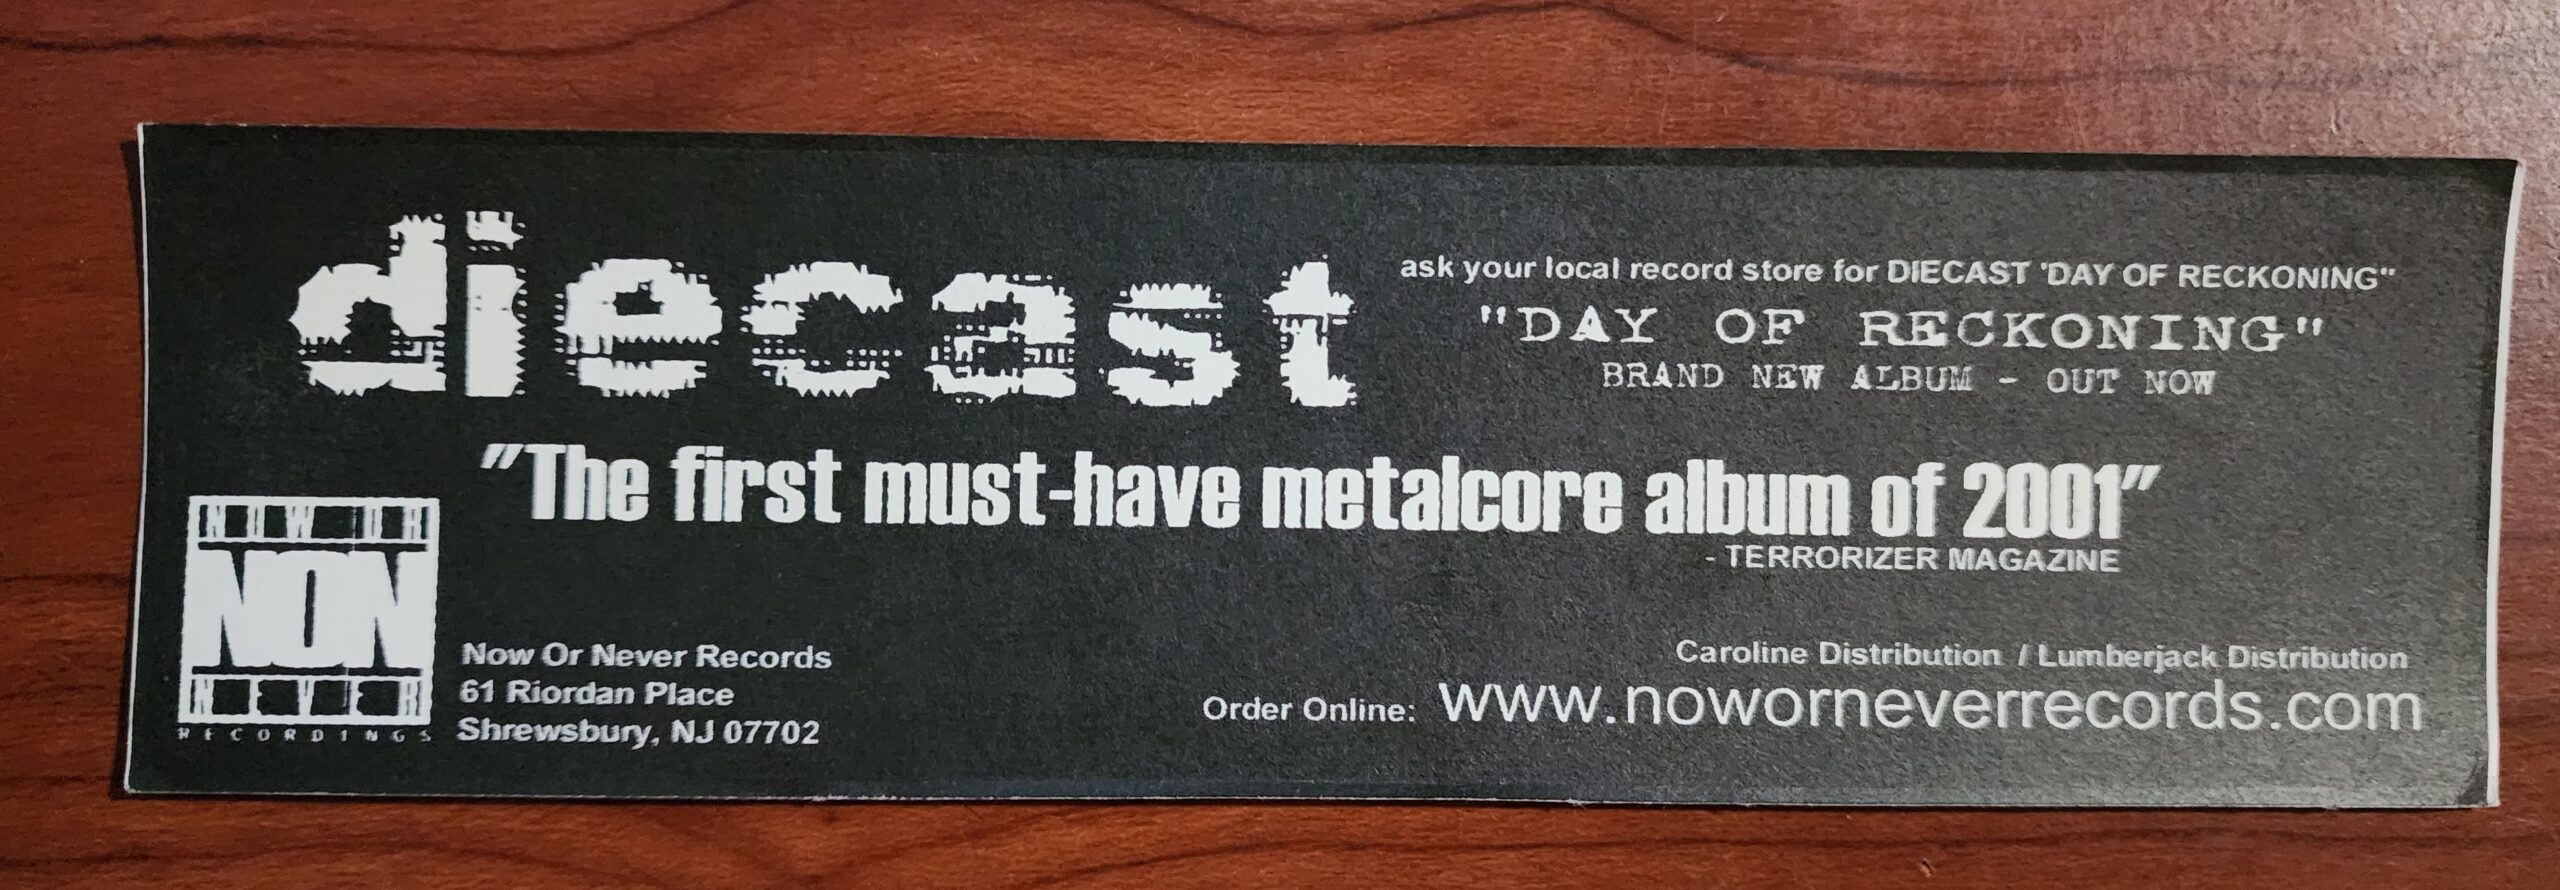 diecast
ask your local record store for DIECAST 'DAY OF RECKONING"
"DAY OF RECKONING"
BRAND NEW ALBUM - OUT NOW
"The first must-have metalcore album of 2001"
- TERRORIZER MAGAZINE
NOW OR
NON
NEVER
RECORDINGS
Now Or Never Records
61 Riordan Place
Shrewsbury, NJ 07702
Caroline Distribution / Lumberjack Distribution
Order Online: www.noworneverrecords.com